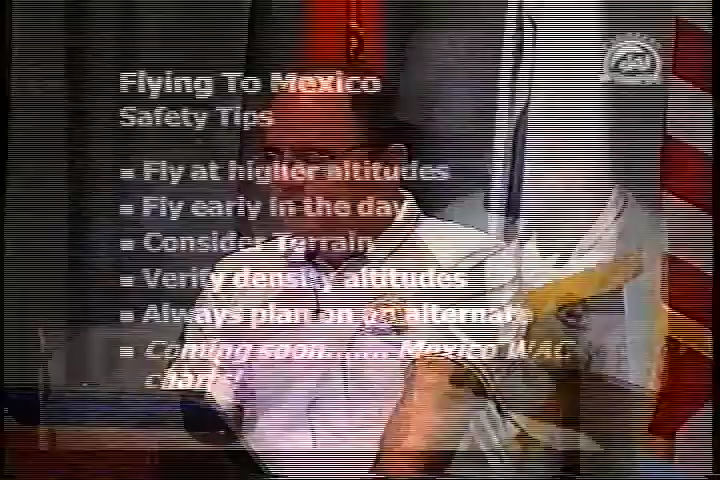 Flying To Mexico
Safety Tips
▪ Fly at higher altitudes
▪ Fly early in the day
▪ Consider Terrain
▪ Verify density altitudes
▪ Always plan on an alternate
▪ Coming soon........ Mexico WAC
charts!